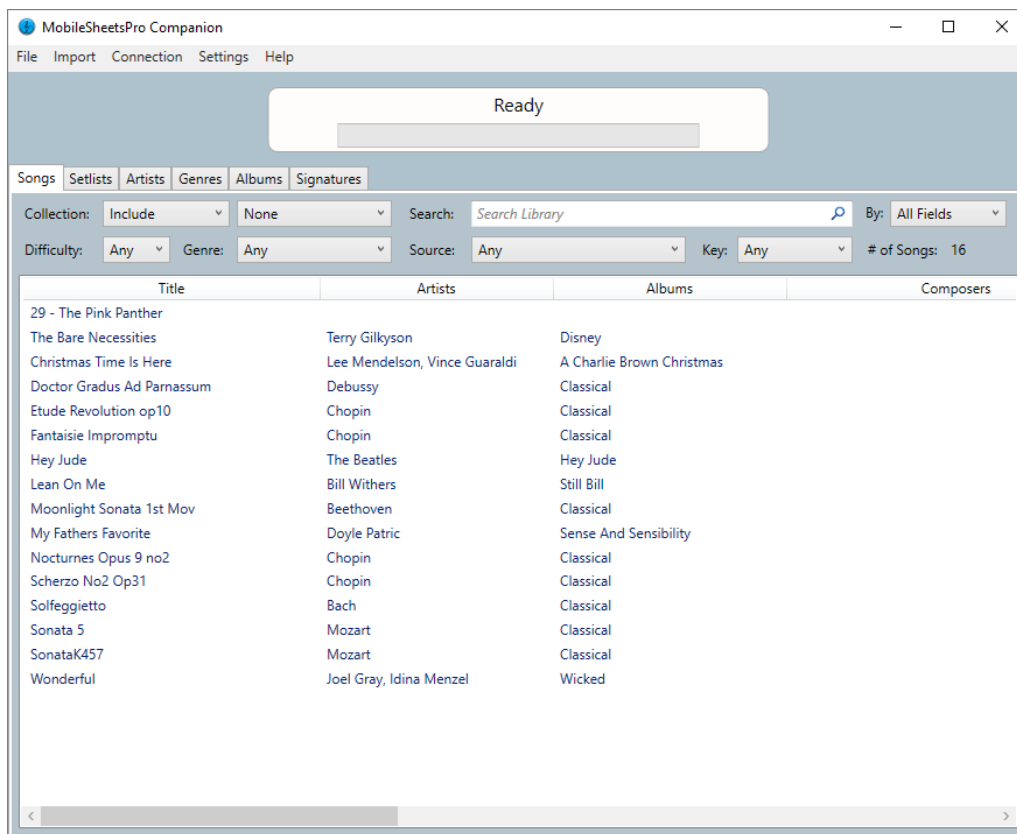 MobileSheetsPro Companion
File Import Connection Settings Help
Ready
Songs Setlists Artists Genres Albums Signatures
Collection: Include None Search: Search Library By: All Fields
Difficulty: Any Genre: Any Source: Any Key: Any # of Songs: 16
Title Artists Albums Composers
29 - The Pink Panther
The Bare Necessities Terry Gilkyson Disney
Christmas Time Is Here Lee Mendelson, Vince Guaraldi A Charlie Brown Christmas
Doctor Gradus Ad Parnassum Debussy Classical
Etude Revolution op10 Chopin Classical
Fantaisie Impromptu Chopin Classical
Hey Jude The Beatles Hey Jude
Lean On Me Bill Withers Still Bill
Moonlight Sonata 1st Mov Beethoven Classical
My Fathers Favorite Doyle Patric Sense And Sensibility
Nocturnes Opus 9 no2 Chopin Classical
Scherzo No2 Op31 Chopin Classical
Solfeggietto Bach Classical
Sonata 5 Mozart Classical
SonataK457 Mozart Classical
Wonderful Joel Gray, Idina Menzel Wicked